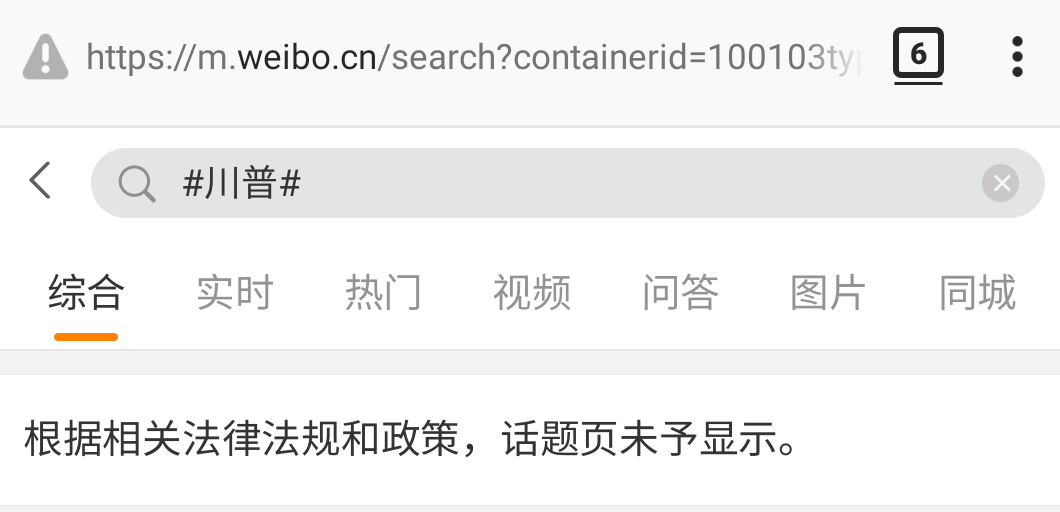 https://m.weibo.cn/search?containerid=100103ty
6
#川普#
综合 实时 热门 视频 问答 图片 同城
根据相关法律法规和政策，话题页未予显示。